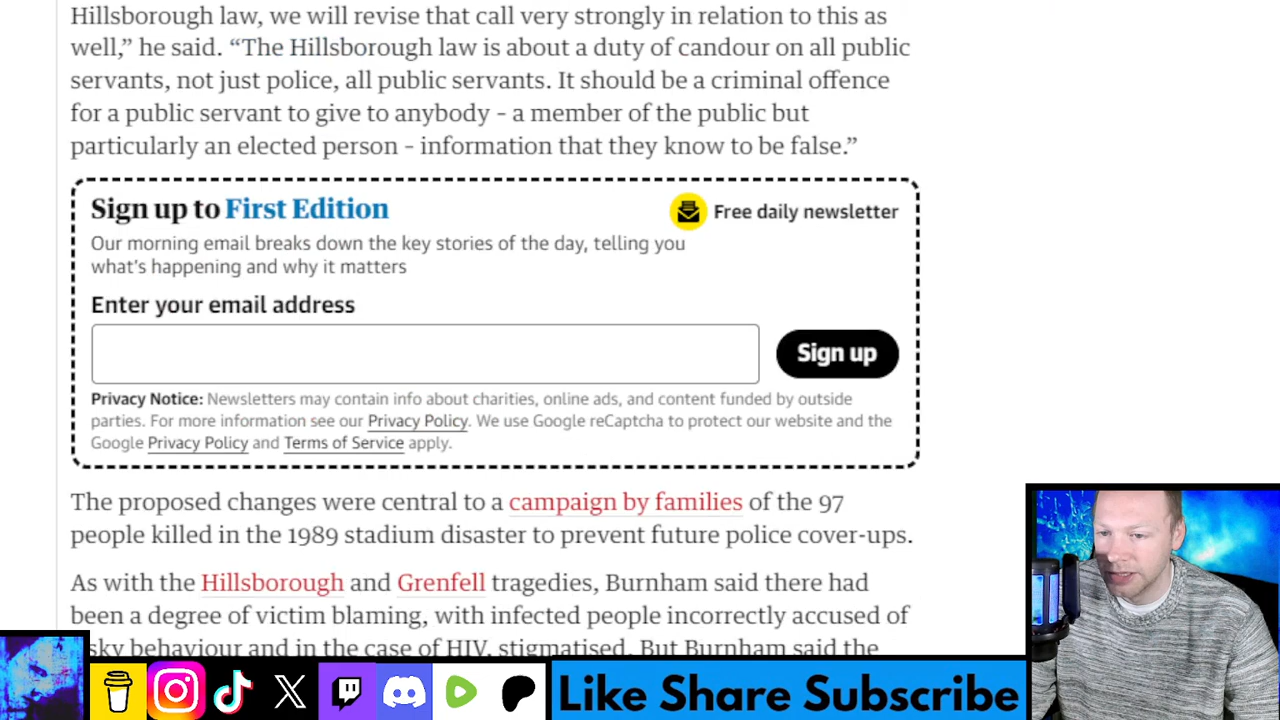 Hillsborough law, we will revise that call very strongly in relation to this as
well,” he said. “The Hillsborough law is about a duty of candour on all public
servants, not just police, all public servants. It should be a criminal offence
for a public servant to give to anybody – a member of the public but
particularly an elected person – information that they know to be false.”
Sign up to First Edition
Free daily newsletter
Our morning email breaks down the key stories of the day, telling you
what’s happening and why it matters
Enter your email address
Sign up
Privacy Notice: Newsletters may contain info about charities, online ads, and content funded by outside
parties. For more information see our Privacy Policy. We use Google reCaptcha to protect our website and the
Google Privacy Policy and Terms of Service apply.
The proposed changes were central to a campaign by families of the 97
people killed in the 1989 stadium disaster to prevent future police cover-ups.
As with the Hillsborough and Grenfell tragedies, Burnham said there had
been a degree of victim blaming, with infected people incorrectly accused of
behaviour and in the case of HIV, stigmatised. But Burnham said the
Like Share Subscribe